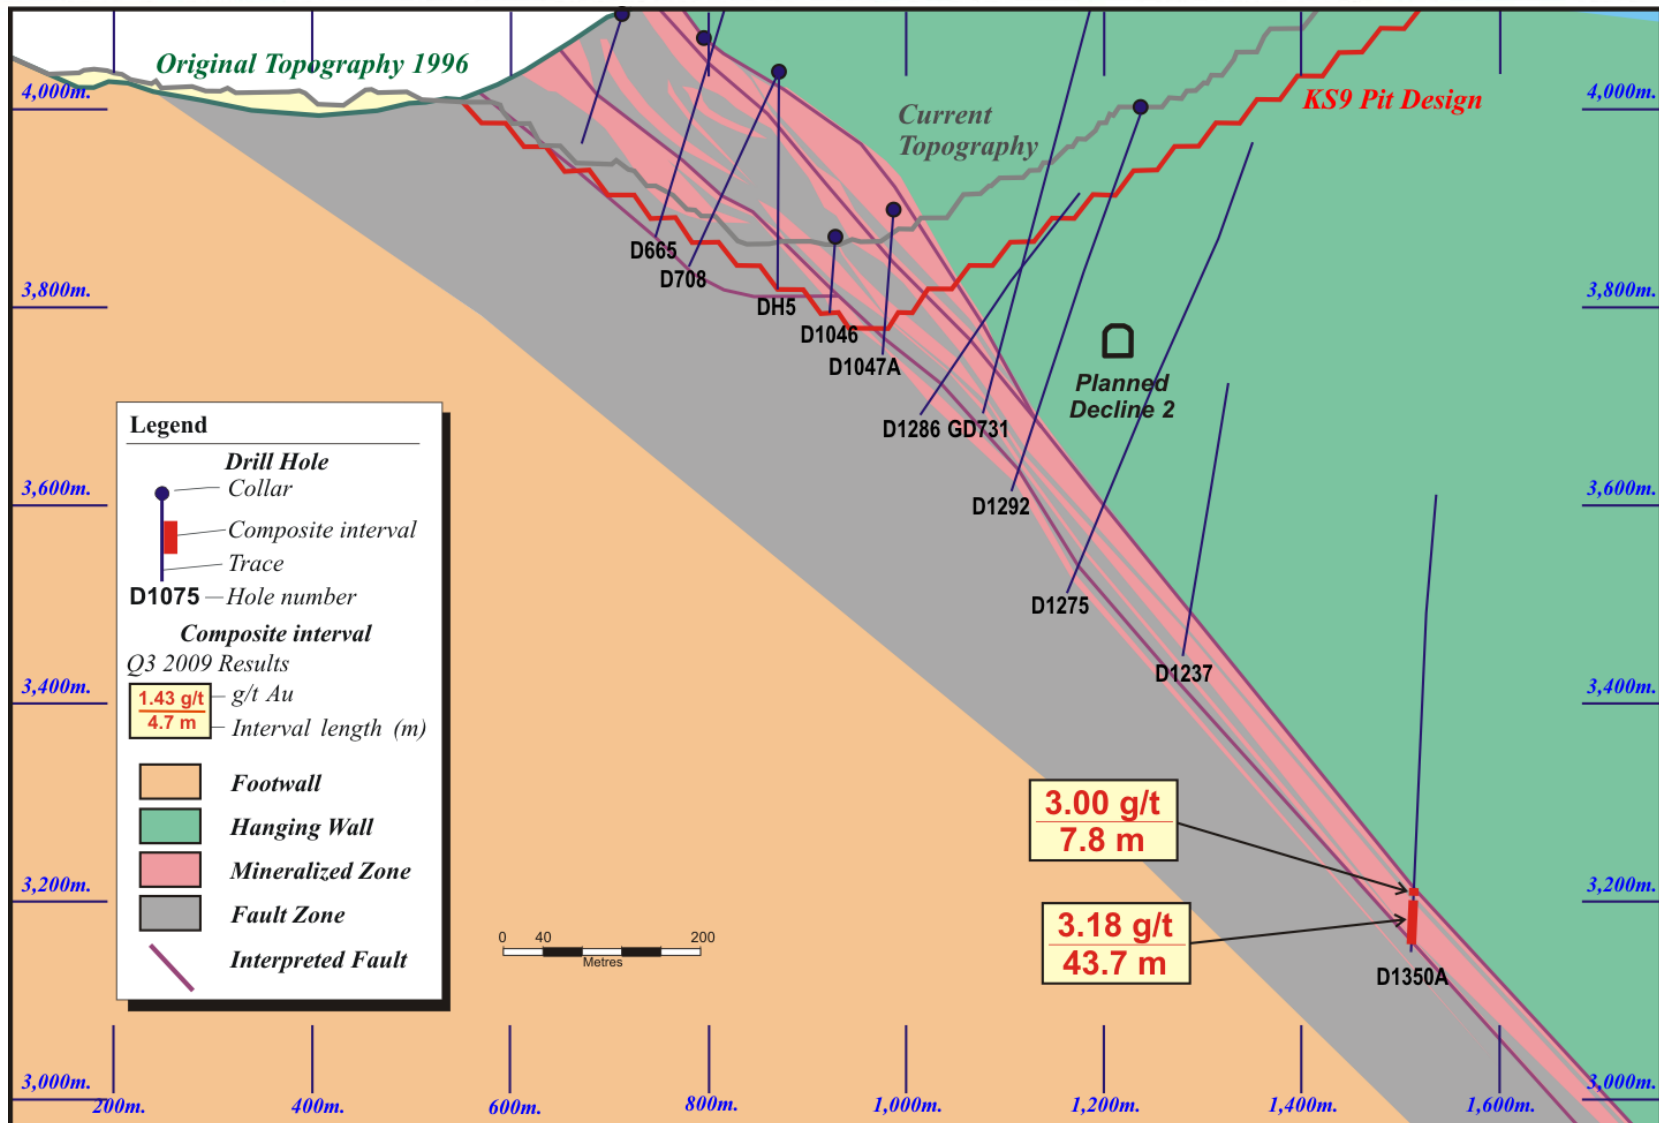 Original Topography 1996
4,000m.
4,000m.
Current
Topography
KS9 Pit Design
D665
D708
DH5
D1046
D1047A
3,800m.
3,800m.
Planned
Decline 2
D1286
GD731
D1292
3,600m.
3,600m.
D1275
D1237
3,400m.
3,400m.
Legend
Drill Hole
Collar
Composite interval
Trace
D1075
Hole number
Composite interval
Q3 2009 Results
1.43 g/t
4.7 m
g/t Au
Interval length (m)
Footwall
Hanging Wall
Mineralized Zone
Fault Zone
Interpreted Fault
3.00 g/t
7.8 m
3.18 g/t
43.7 m
D1350A
3,200m.
3,200m.
0 40 200
Metres
3,000m.
3,000m.
200m.
400m.
600m.
800m.
1,000m.
1,200m.
1,400m.
1,600m.